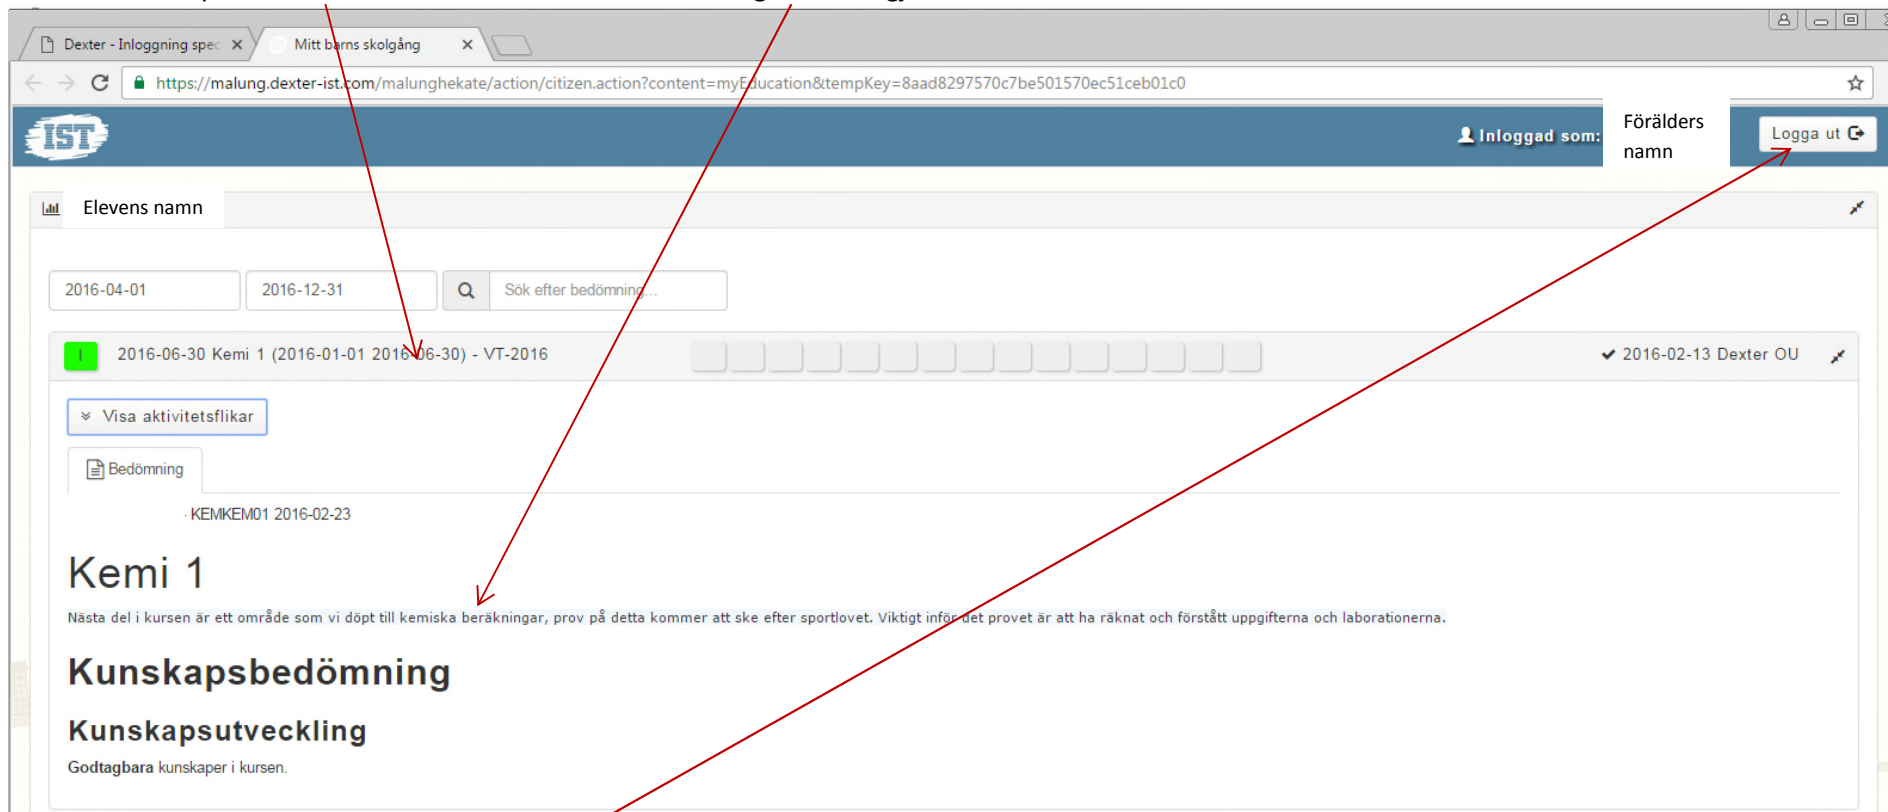 Dexter - Inloggning spec
Mitt barns skolgång
https://malung.dexter-ist.com/malunghekate/action/citizen.action?content=myEducation&tempKey=8aad8297570c7be501570ec51ceb01c0
IST
Inloggad som:
Förälders
namn
Logga ut
Elevens namn
2016-04-01 2016-12-31 Sök efter bedömning...
I 2016-06-30 Kemi 1 (2016-01-01 2016-06-30) - VT-2016 2016-02-13 Dexter OU
Visa aktivitetsflikar
Bedömning
· KEMKEM01 2016-02-23
Kemi 1
Nästa del i kursen är ett område som vi döpt till kemiska beräkningar, prov på detta kommer att ske efter sportlovet. Viktigt inför det provet är att ha räknat och förstått uppgifterna och laborationerna.
Kunskapsbedömning
Kunskapsutveckling
Godtagbara kunskaper i kursen.